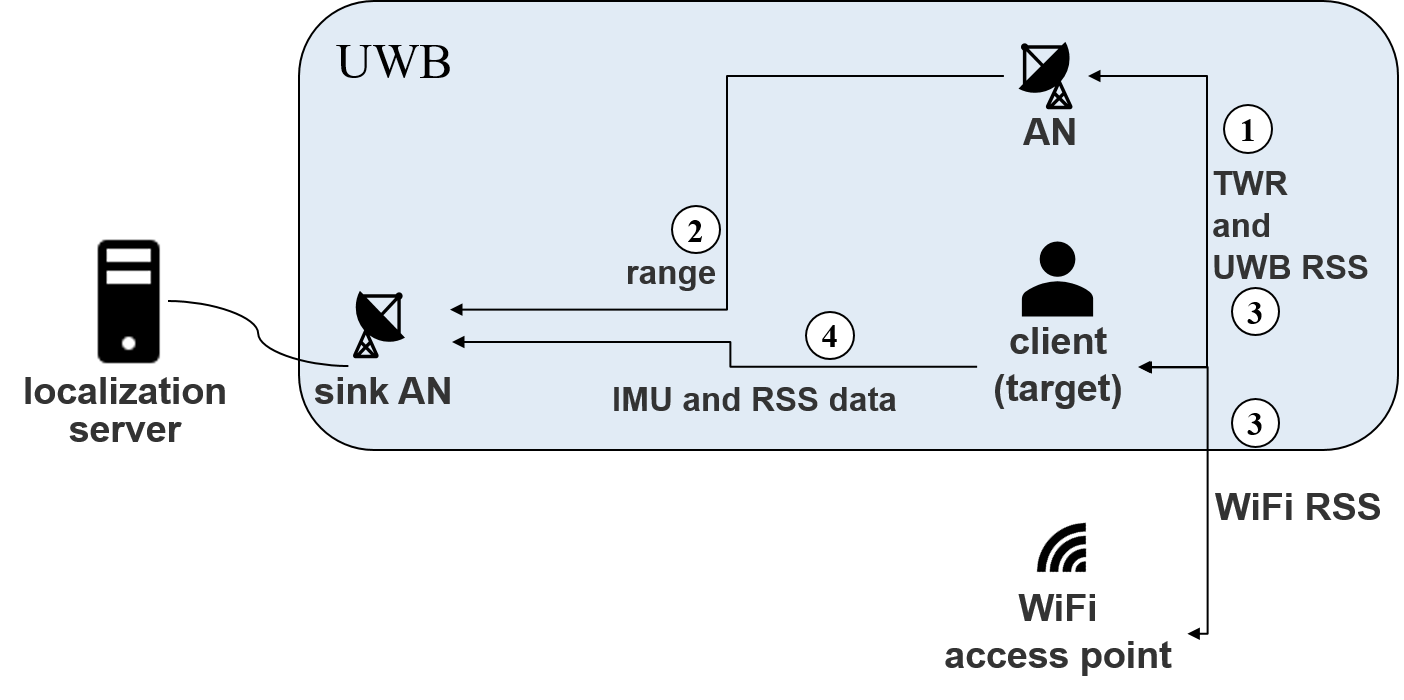 UWB
AN
1
TWR
and
UWB RSS
3
2
range
client
(target)
4
IMU and RSS data
sink AN
localization
server
3
WiFi RSS
WiFi
access point